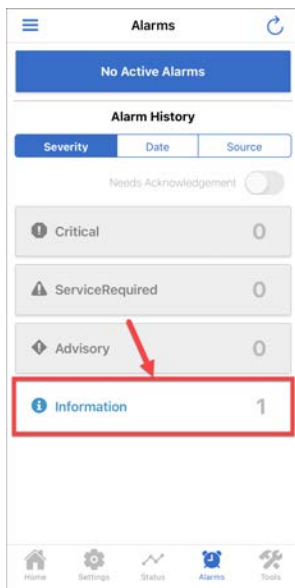 Alarms
No Active Alarms
Alarm History
Severity Date Source
Needs Acknowledgement
Critical 0
ServiceRequired 0
Advisory 0
Information 1
Home Settings Status Alarms Tools